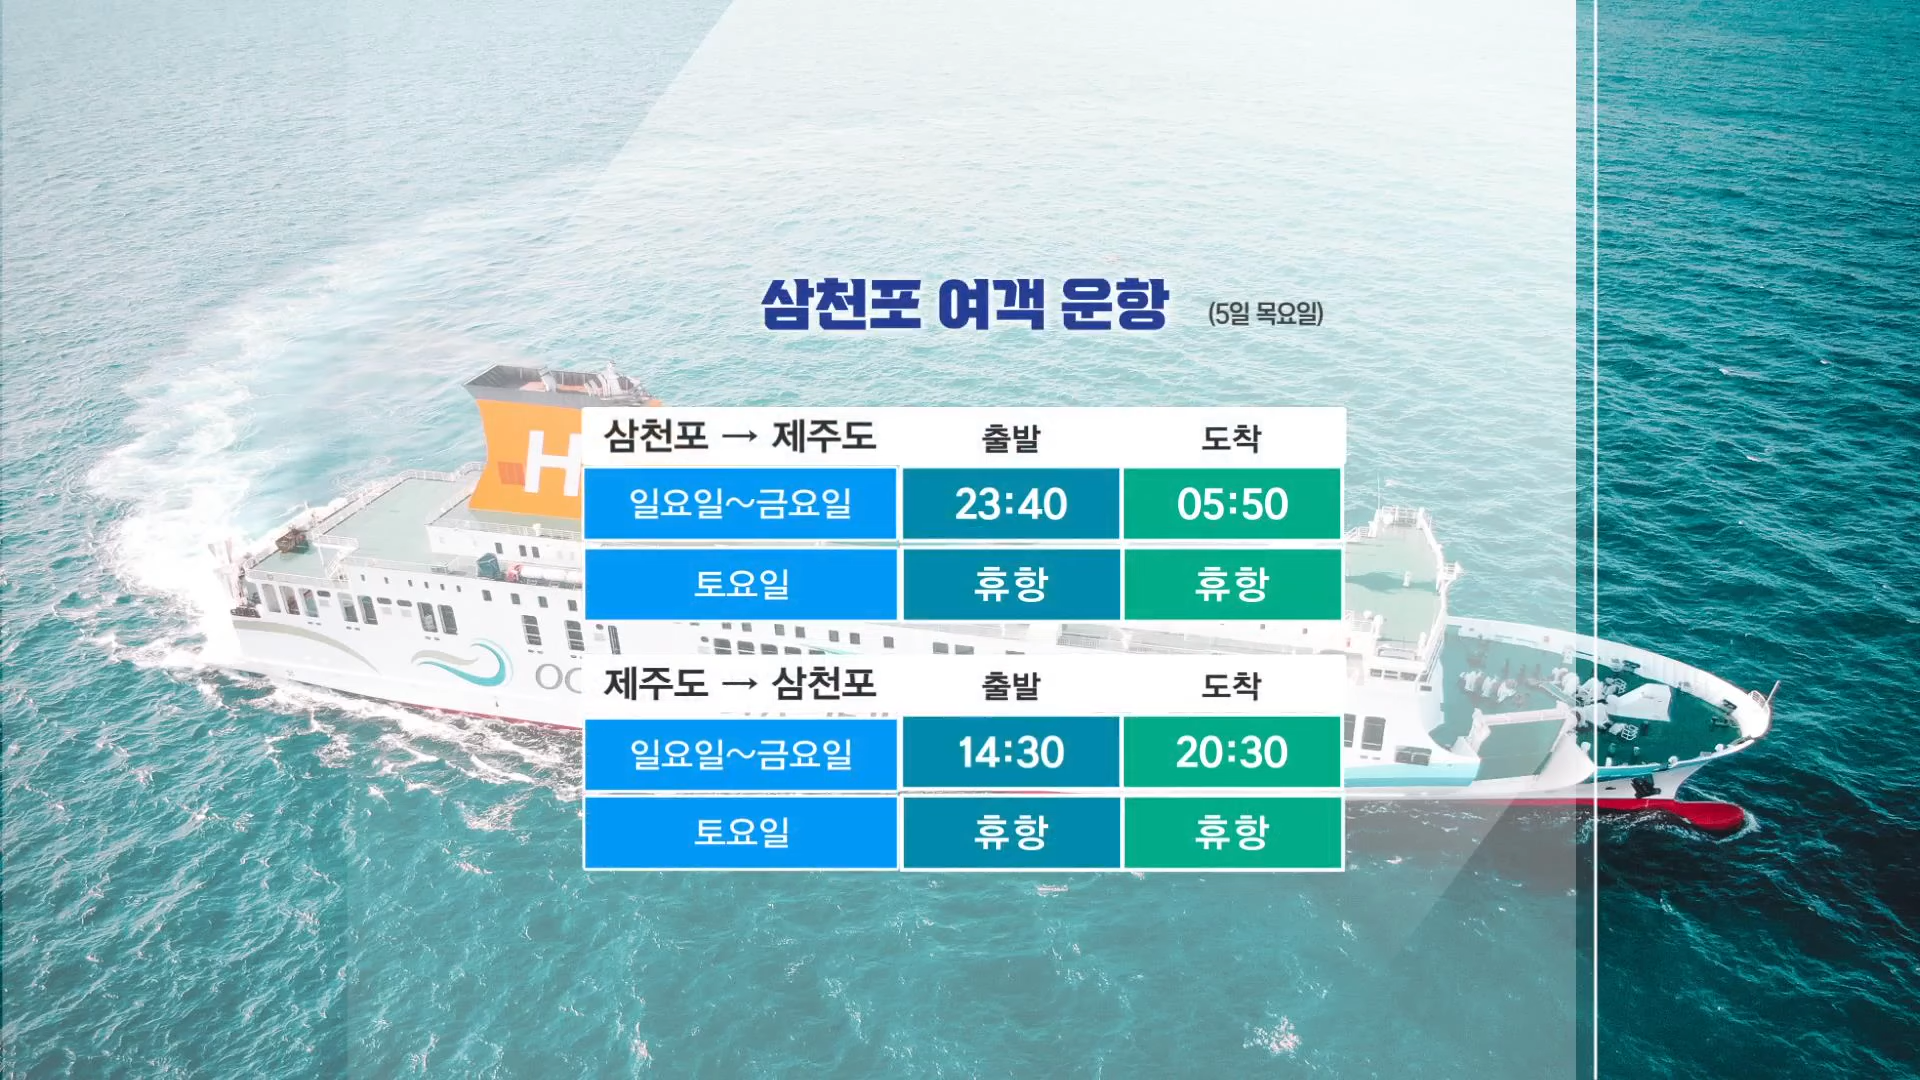 삼천포 여객 운항 (5일 목요일)
H
삼천포 → 제주도 출발 도착
일요일~금요일 23:40 05:50
토요일 휴항 휴항
OC
제주도 → 삼천포 출발 도착
일요일~금요일 14:30 20:30
토요일 휴항 휴항